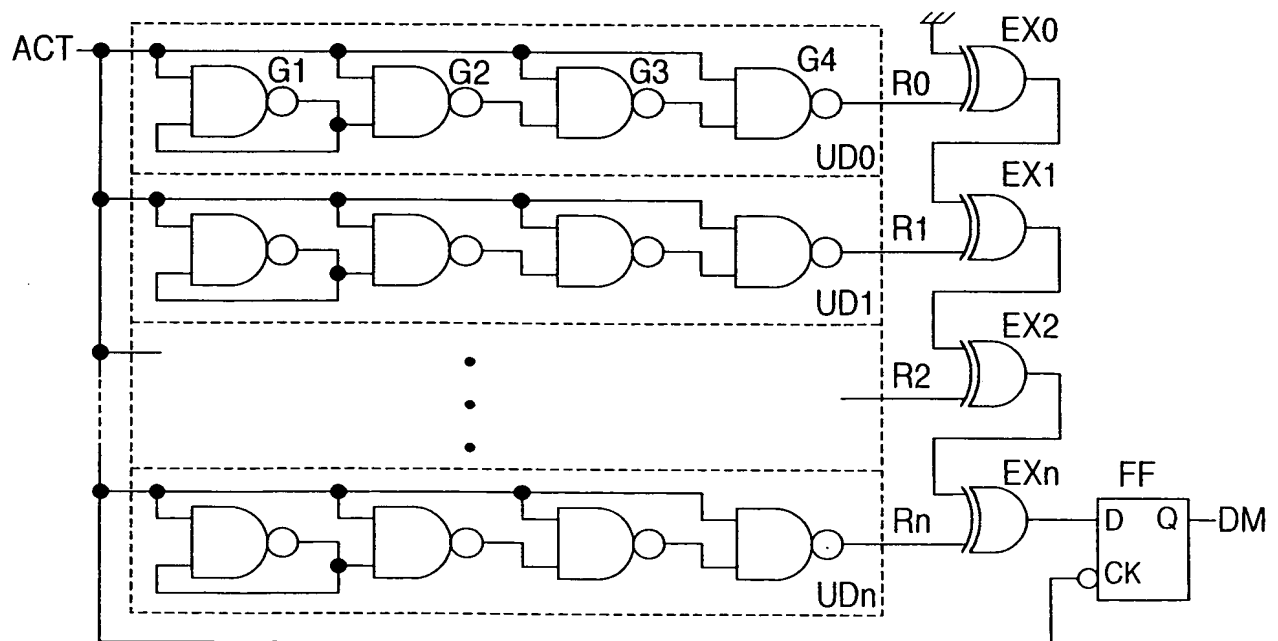 ACT
G1
G2
G3
G4
R0
EX0
UD0
EX1
R1
UD1
EX2
R2
EXn
FF
Rn
D Q
DM
CK
UDn